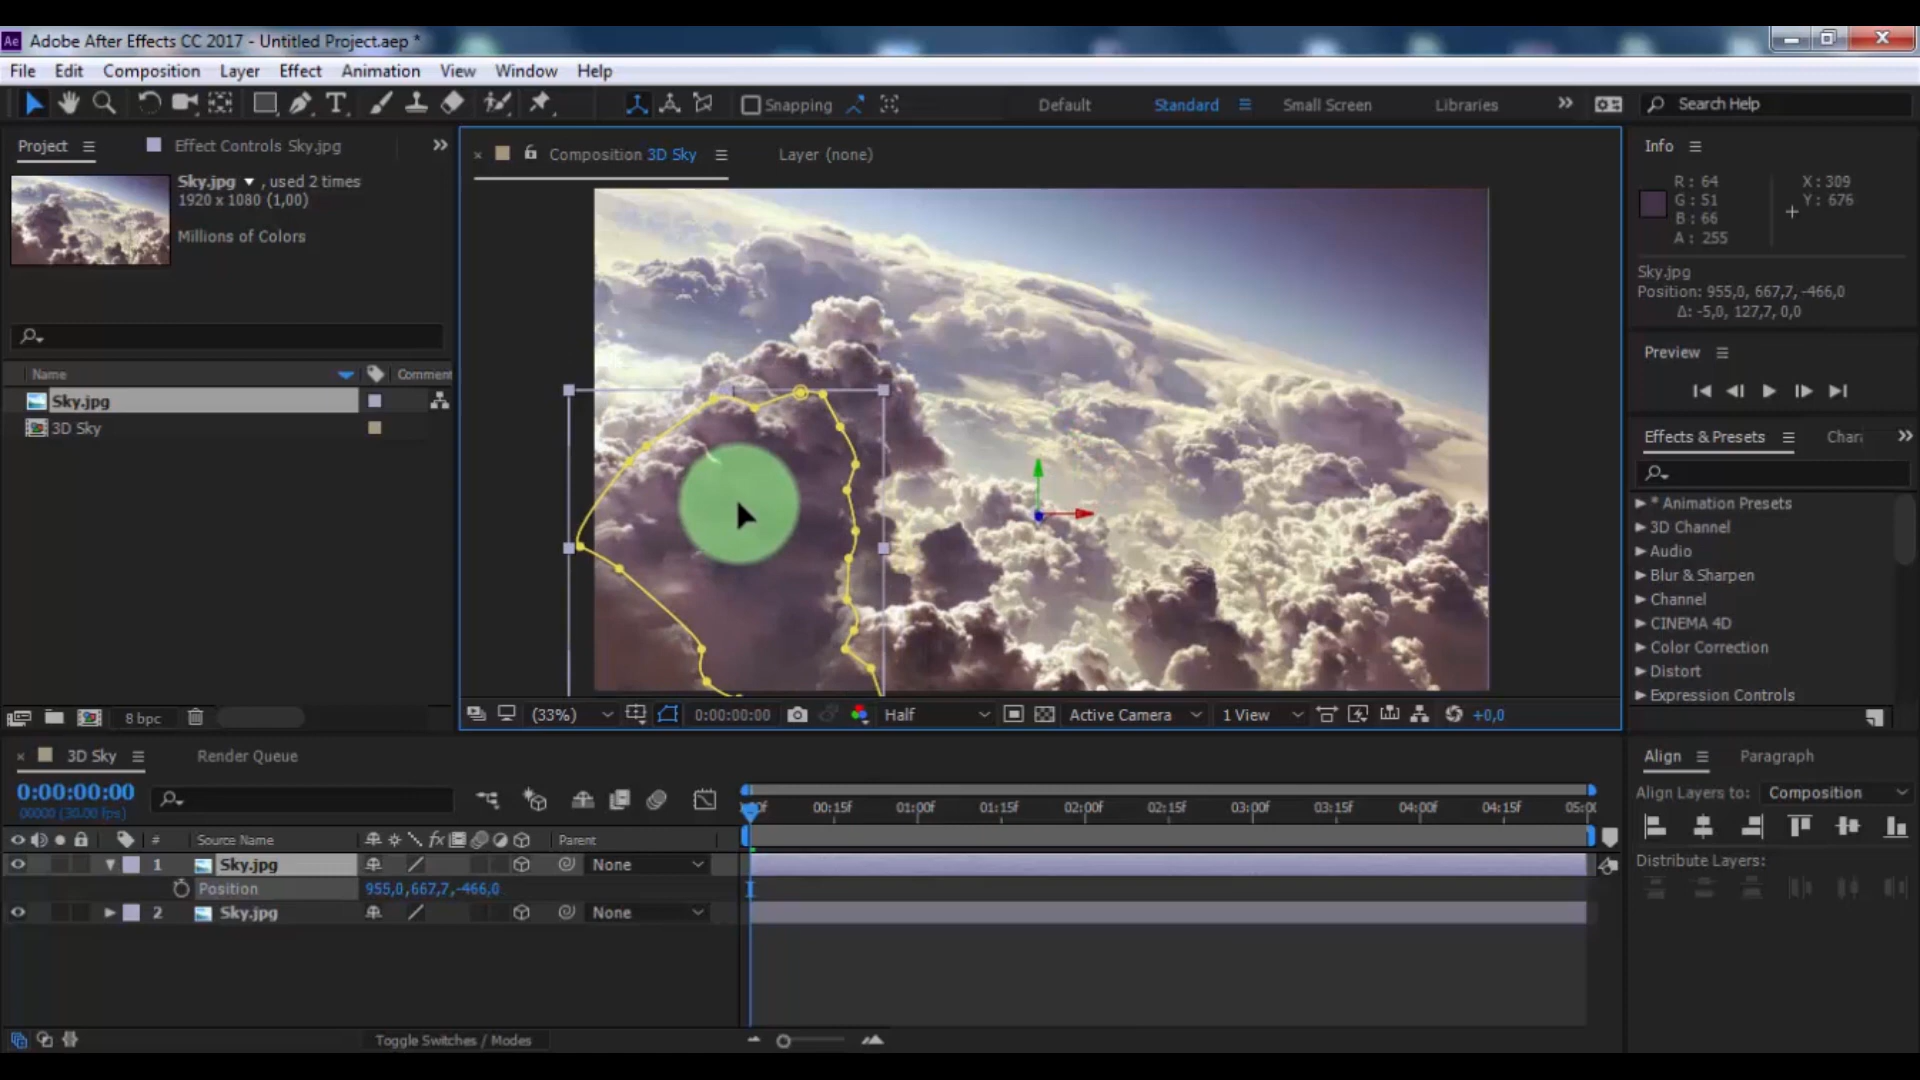 Ae Adobe After Effects CC 2017 - Untitled Project.aep *
File Edit Composition Layer Effect Animation View Window Help
Snapping Default Standard Small Screen Libraries Search Help
Project Effect Controls Sky.jpg
Sky.jpg , used 2 times
1920 x 1080 (1,00)
Millions of Colors
Name Comment
Sky.jpg
3D Sky
8 bpc
Composition 3D Sky Layer (none)
(33%) 0:00:00:00 Half Active Camera 1 View +0,0
Info
R: 64 X: 309
G: 51 Y: 676
B: 66
A: 255
Sky.jpg
Position: 955,0, 667,7, -466,0
Δ: -5,0, 127,7, 0,0
Preview
Effects & Presets
* Animation Presets
3D Channel
Audio
Blur & Sharpen
Channel
CINEMA 4D
Color Correction
Distort
Expression Controls
3D Sky Render Queue
0:00:00:00
00000 (30.00 fps)
# Source Name fx Parent
1 Sky.jpg None
Position 955,0,667,7,-466,0
2 Sky.jpg None
Toggle Switches / Modes
00:15f 01:00f 01:15f 02:00f 02:15f 03:00f 03:15f 04:00f 04:15f
Align Paragraph
Align Layers to: Composition
Distribute Layers: